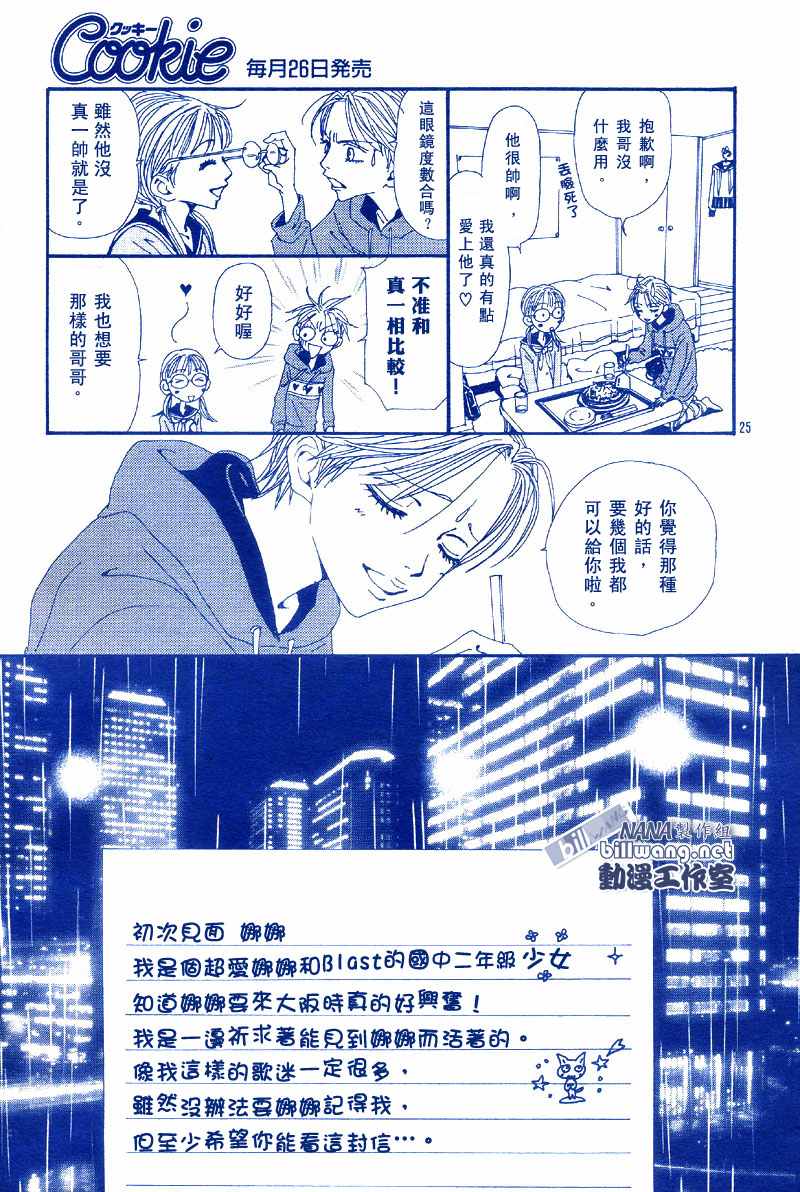 クッキー
Cookie 毎月26日発売
抱歉啊，
我哥沒
什麼用。
丟臉死了
他很帥啊，
我還真的有點
愛上他了♡
這眼鏡度數合嗎？
雖然他沒
真一帥就是了。
不准和
真一相比較！
好好喔
♥
我也想要
那樣的哥哥。
25
你覺得那種
好的話，
要幾個我都
可以給你啦。
billwang
NANA製作組
billwang.net
動漫工作室
初次見面 娜娜
我是個超愛娜娜和Blast的國中二年級少女
知道娜娜要來大阪時真的好興奮！
我是一邊祈求著能見到娜娜而活著的。
像我這樣的歌迷一定很多，
雖然沒辦法要娜娜記得我，
但至少希望你能看這封信…。